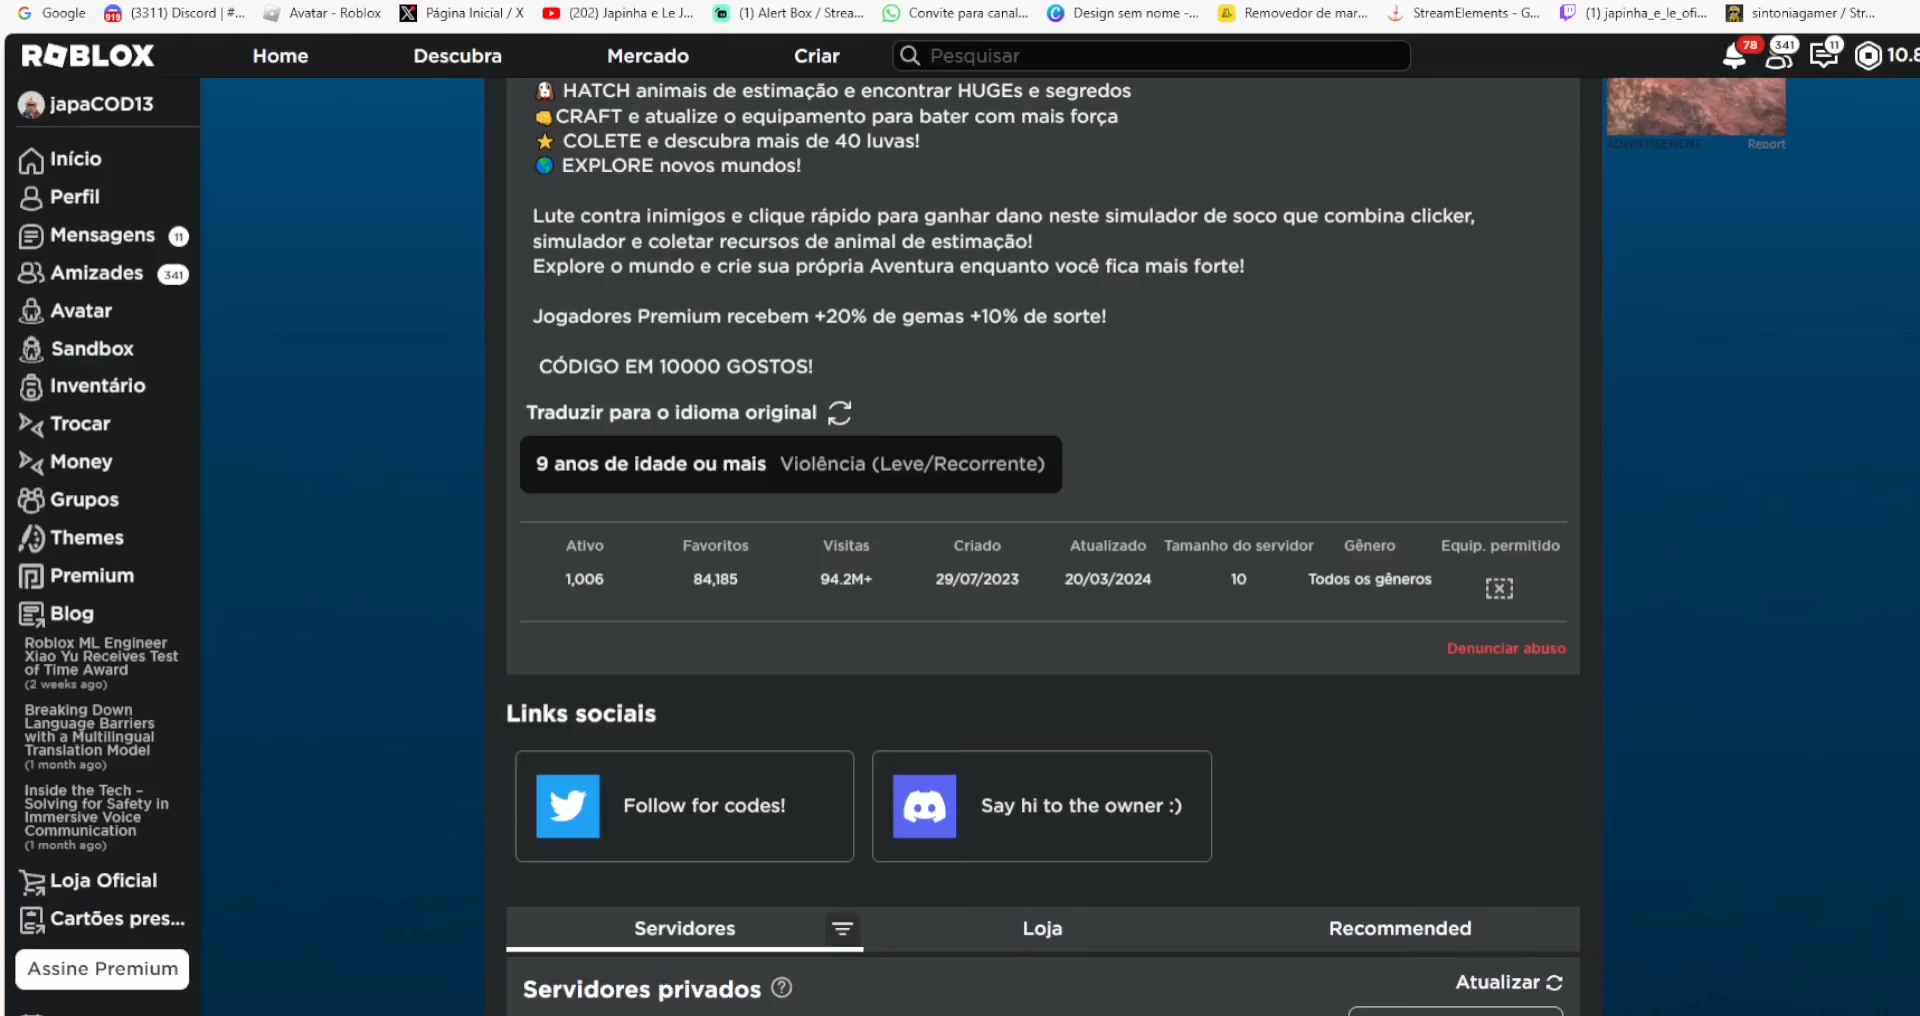 Google
(3311) Discord | #...
Avatar - Roblox
Página Inicial / X
(202) Japinha e Le J...
(1) Alert Box / Strea...
Convite para canal...
Design sem nome -...
Removedor de mar...
StreamElements - G...
(1) japinha_e_le_ofi...
sintoniagamer / Str...
ROBLOX
Home
Descubra
Mercado
Criar
Pesquisar
78
341
11
japaCOD13
Início
Perfil
Mensagens 11
Amizades 341
Avatar
Sandbox
Inventário
Trocar
Money
Grupos
Themes
Premium
Blog
Roblox ML Engineer
Xiao Yu Receives Test
of Time Award
(2 weeks ago)
Breaking Down
Language Barriers
with a Multilingual
Translation Model
(1 month ago)
Inside the Tech –
Solving for Safety in
Immersive Voice
Communication
(1 month ago)
Loja Oficial
Cartões pres...
Assine Premium
HATCH animais de estimação e encontrar HUGEs e segredos
CRAFT e atualize o equipamento para bater com mais força
COLETE e descubra mais de 40 luvas!
EXPLORE novos mundos!
Lute contra inimigos e clique rápido para ganhar dano neste simulador de soco que combina clicker,
simulador e coletar recursos de animal de estimação!
Explore o mundo e crie sua própria Aventura enquanto você fica mais forte!
Jogadores Premium recebem +20% de gemas +10% de sorte!
CÓDIGO EM 10000 GOSTOS!
Traduzir para o idioma original
9 anos de idade ou mais Violência (Leve/Recorrente)
Ativo Favoritos Visitas Criado Atualizado Tamanho do servidor Gênero Equip. permitido
1,006 84,185 94.2M+ 29/07/2023 20/03/2024 10 Todos os gêneros
Denunciar abuso
Links sociais
Follow for codes!
Say hi to the owner :)
Servidores
Loja
Recommended
Servidores privados
Atualizar
ADVERTISEMENT
Report